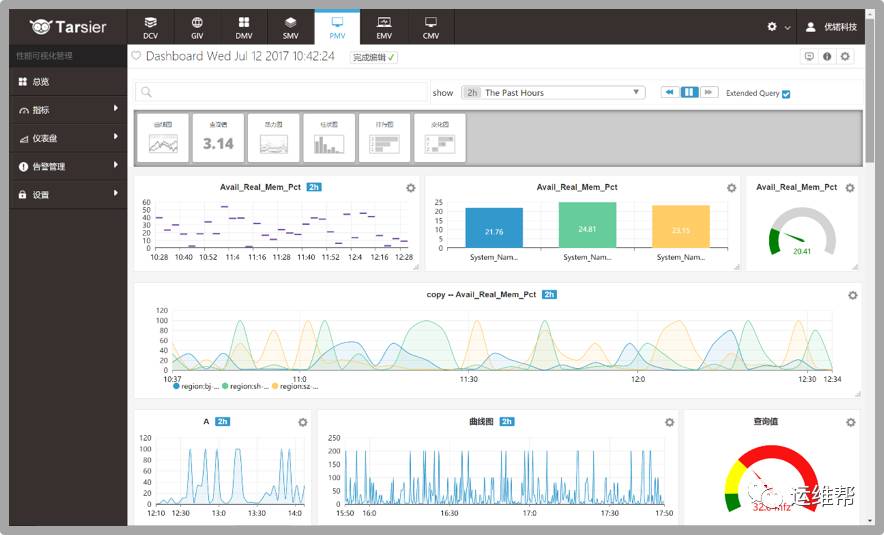 Tarsier
DCV GIV DMV SMV PMV EMV CMV
优锘科技
性能可视化管理
Dashboard Wed Jul 12 2017 10:42:24 完成编辑 ✓
总览
指标
仪表盘
告警管理
设置
show 2h The Past Hours Extended Query
曲线图 查询值 热力图 柱状图 排行图 变化图
3.14
Avail_Real_Mem_Pct 2h
60
50
40
30
20
10
0
10:28 10:40 10:52 11:4 11:16 11:28 11:40 11:52 12:4 12:16 12:28
Avail_Real_Mem_Pct
25
20
15
10
5
0
21.76 24.81 23.15
System_Nam... System_Nam... System_Nam...
Avail_Real_Mem_Pct
20.41
copy -- Avail_Real_Mem_Pct 2h
120
100
80
60
40
20
0
10:37 11:0 11:30 12:0 12:30 12:34
region:bj-... region:sh-... region:sz-...
A 2h
120
100
80
60
40
20
0
12:10 12:30 13:0 13:30 14:0
曲线图 2h
250
200
150
100
50
0
15:50 16:0 16:30 17:0 17:30 17:50
查询值
运维帮